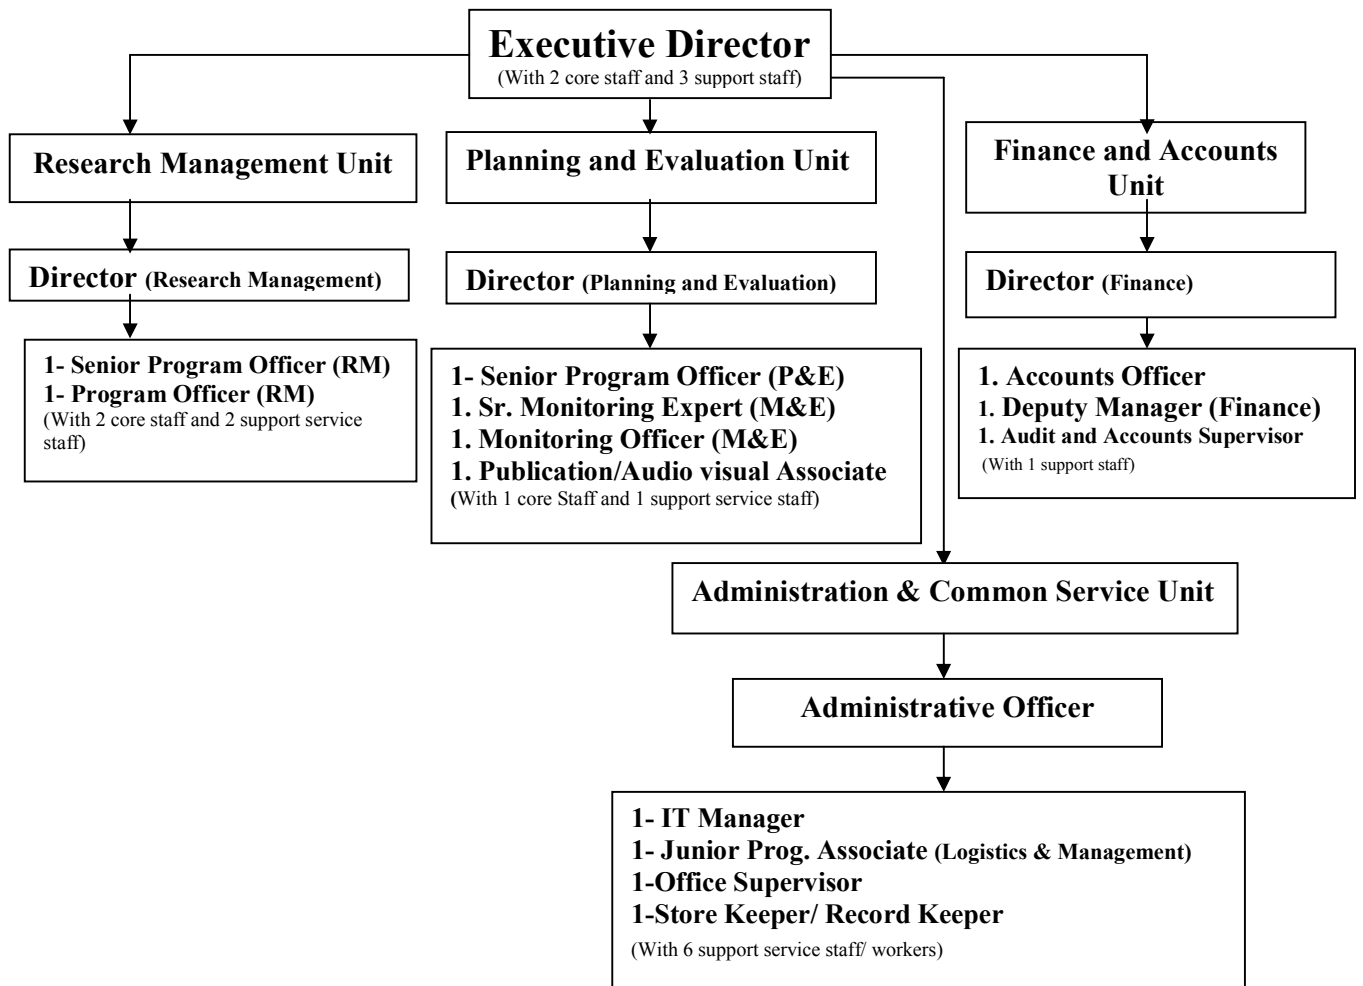 Executive Director
(With 2 core staff and 3 support staff)
Research Management Unit
Planning and Evaluation Unit
Finance and Accounts
Unit
Director (Research Management)
Director (Planning and Evaluation)
Director (Finance)
1- Senior Program Officer (RM)
1- Program Officer (RM)
(With 2 core staff and 2 support service
staff)
1- Senior Program Officer (P&E)
1. Sr. Monitoring Expert (M&E)
1. Monitoring Officer (M&E)
1. Publication/Audio visual Associate
(With 1 core Staff and 1 support service staff)
1. Accounts Officer
1. Deputy Manager (Finance)
1. Audit and Accounts Supervisor
(With 1 support staff)
Administration & Common Service Unit
Administrative Officer
1- IT Manager
1- Junior Prog. Associate (Logistics & Management)
1-Office Supervisor
1-Store Keeper/ Record Keeper
(With 6 support service staff/ workers)